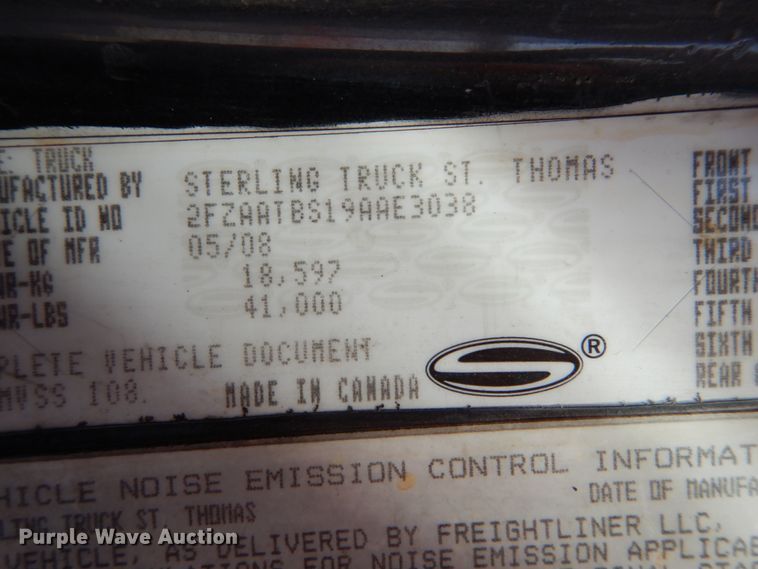 TRUCK
UFACTURED BY STERLING TRUCK ST. THOMAS FRONT
ICLE ID NO 2FZAATBS19AAE3038 FIRST
E OF MFR 05/08 SECOND
R-KG 18,597 THIRD
WR-LBS 41,000 FOURTH
FIFTH
PLETE VEHICLE DOCUMENT SIXTH
MVSS 108. MADE IN CANADA REAR
S ®
HICLE NOISE EMISSION CONTROL INFORMAT
DATE OF MANUFA
LING TRUCK ST. THOMAS
VEHICLE, AS DELIVERED BY FREIGHTLINER LLC,
FOR NOISE EMISSION APPLICAB
Purple Wave Auction